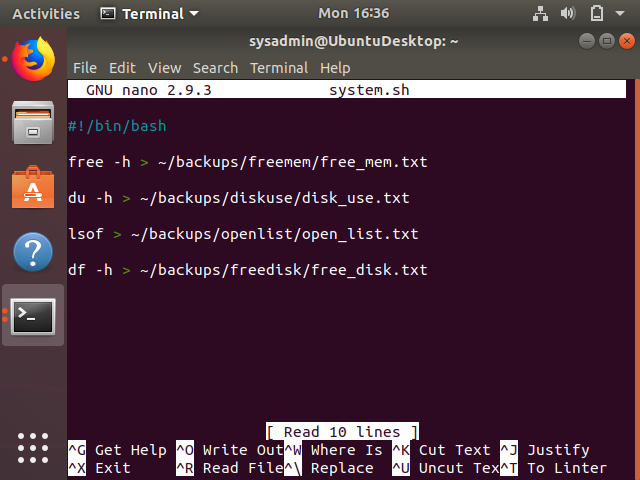 Activities Terminal Mon 16:36
sysadmin@UbuntuDesktop: ~
File Edit View Search Terminal Help
GNU nano 2.9.3 system.sh
#!/bin/bash
free -h > ~/backups/freemem/free_mem.txt
du -h > ~/backups/diskuse/disk_use.txt
lsof > ~/backups/openlist/open_list.txt
df -h > ~/backups/freedisk/free_disk.txt
[ Read 10 lines ]
^G Get Help ^O Write Out ^W Where Is ^K Cut Text ^J Justify
^X Exit ^R Read File ^\ Replace ^U Uncut Tex ^T To Linter